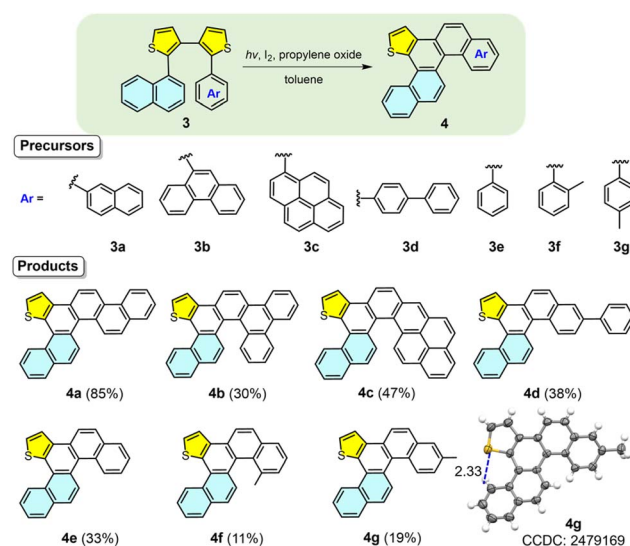 S
S
Ar
3
hv, I2, propylene oxide
toluene
S
Ar
4
Precursors
Ar =
3a
3b
3c
3d
3e
3f
3g
Products
S
S
S
S
4a (85%)
4b (30%)
4c (47%)
4d (38%)
S
S
S
2.33
4e (33%)
4f (11%)
4g (19%)
4g
CCDC: 2479169